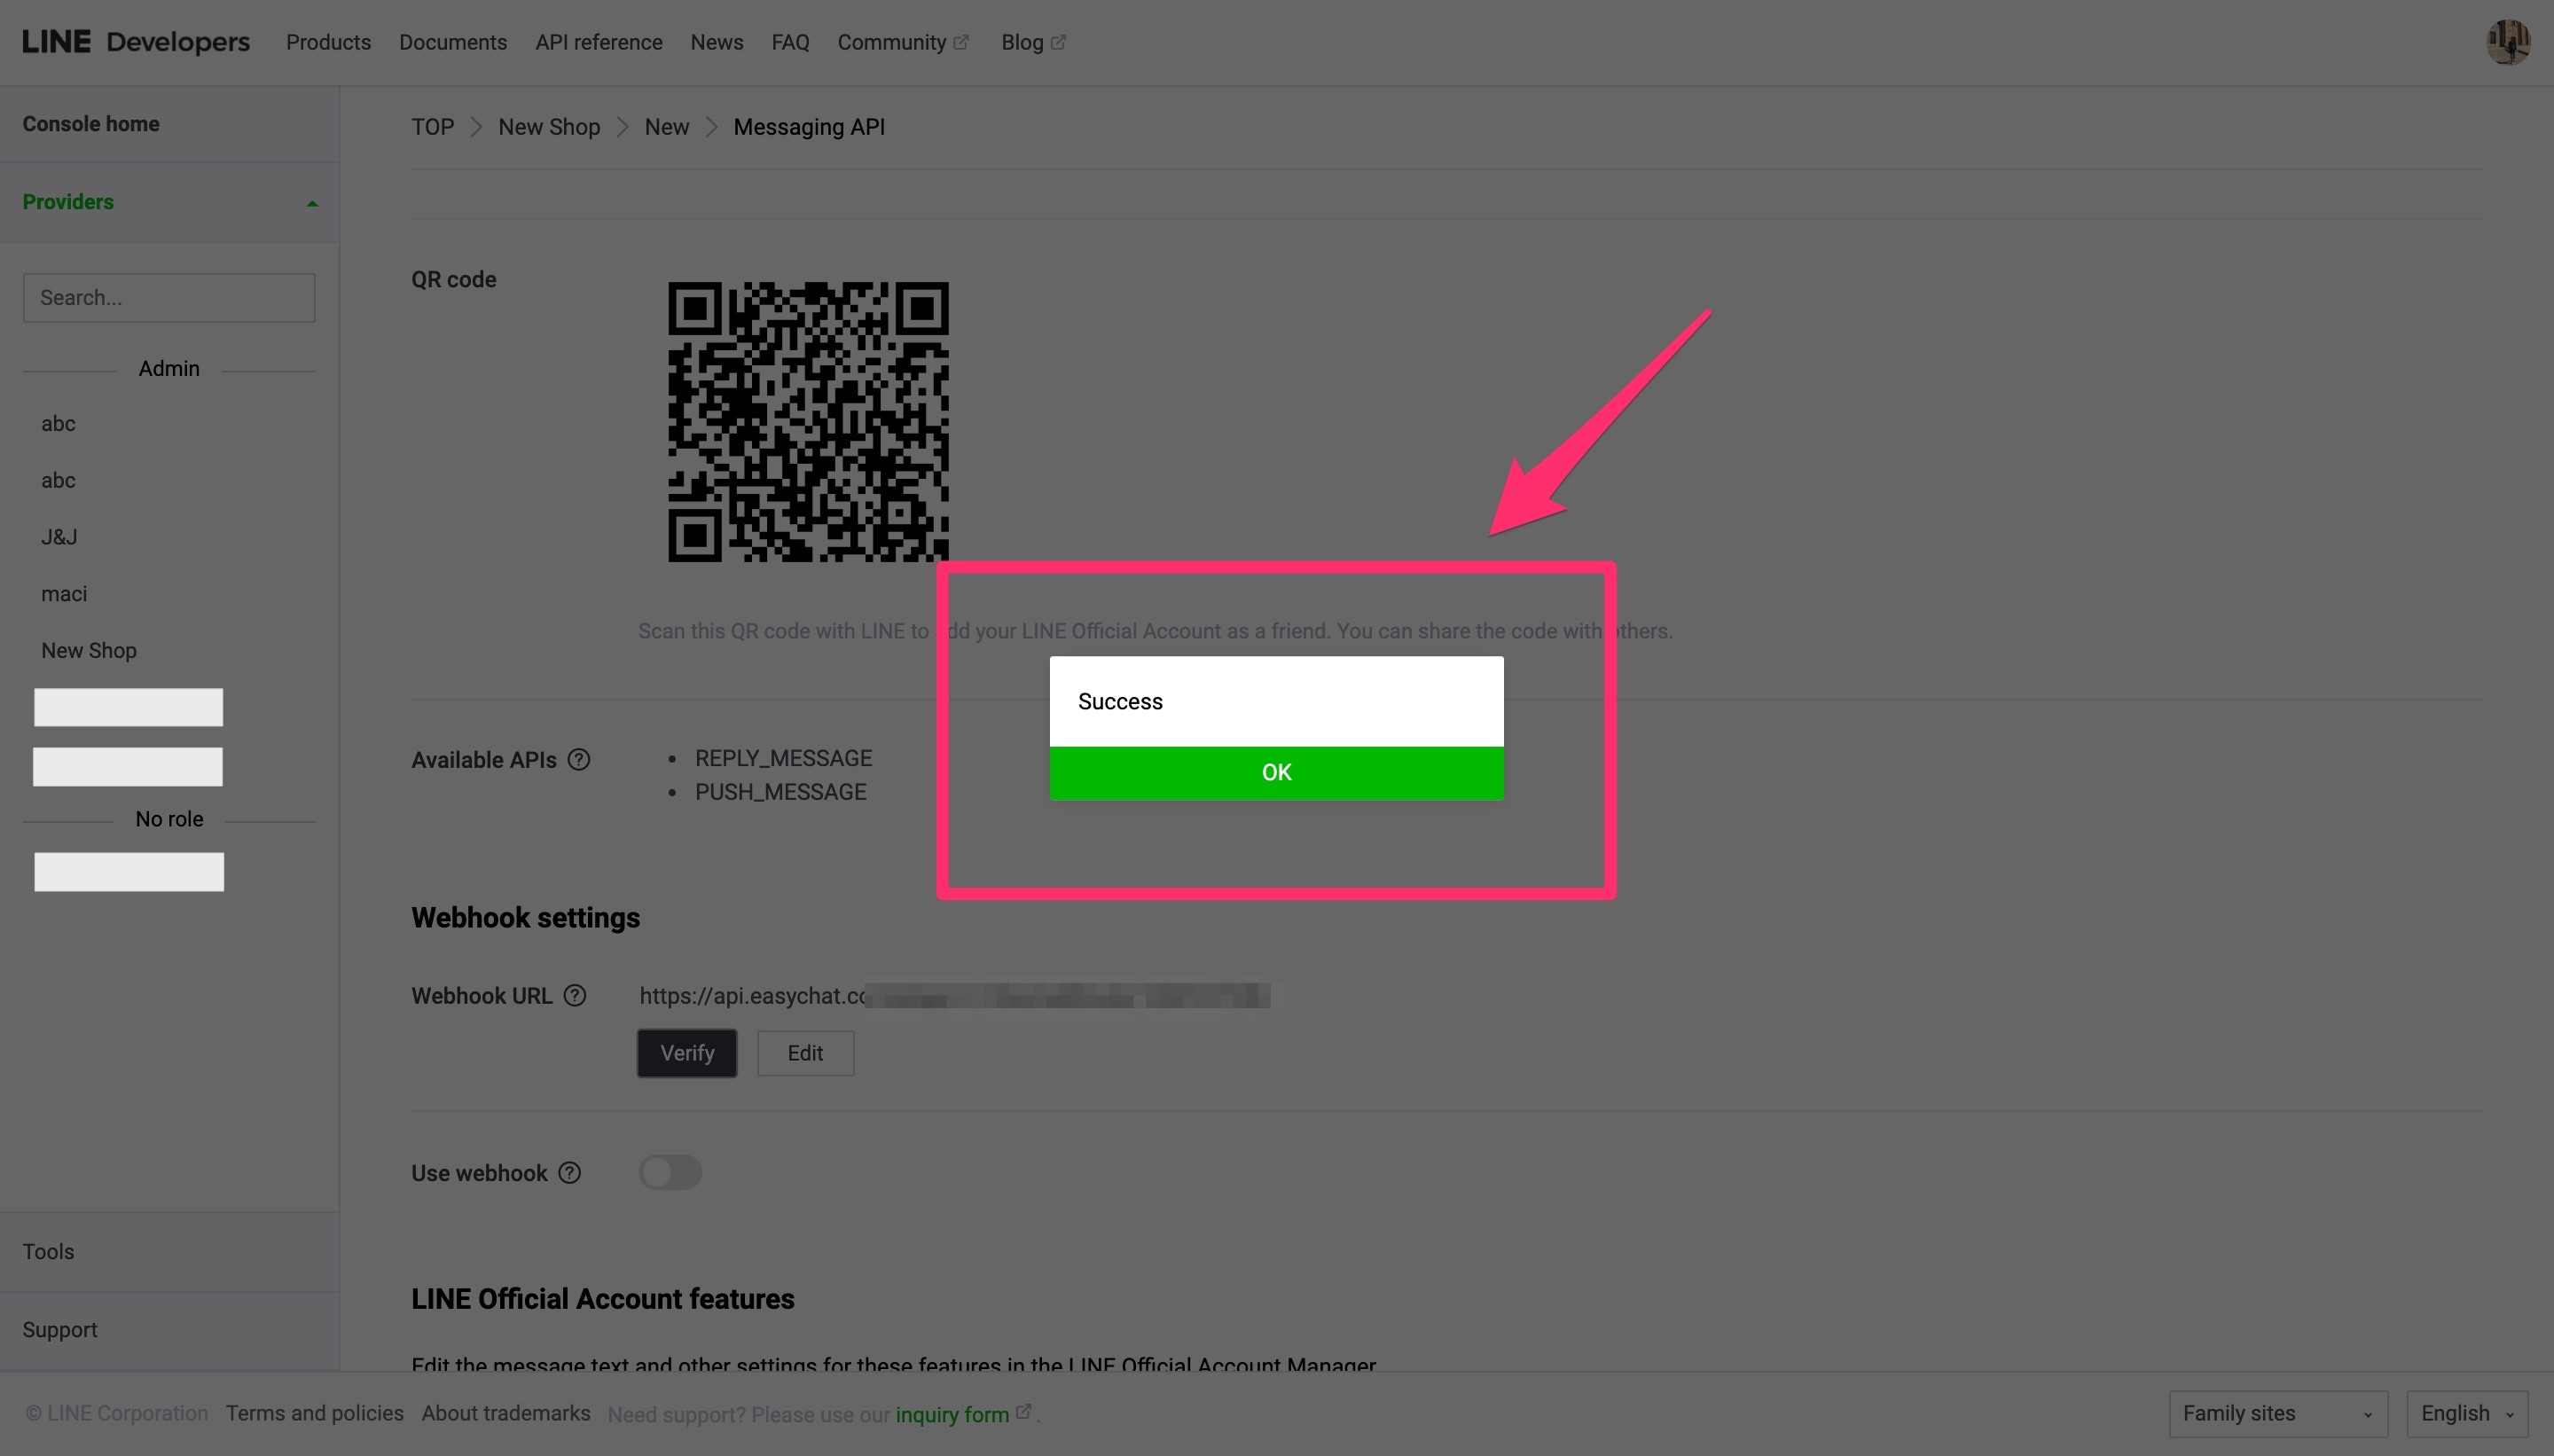 LINE Developers Products Documents API reference News FAQ Community Blog
Console home
Providers
Search...
Admin
abc
abc
J&J
maci
New Shop
No role
Tools
Support
TOP New Shop New Messaging API
QR code
Scan this QR code with LINE to add your LINE Official Account as a friend. You can share the code with others.
Success
OK
Available APIs ?
• REPLY_MESSAGE
• PUSH_MESSAGE
Webhook settings
Webhook URL ? https://api.easychat.co
Verify Edit
Use webhook ?
LINE Official Account features
Edit the message text and other settings for these features in the LINE Official Account Manager
© LINE Corporation Terms and policies About trademarks Need support? Please use our inquiry form .
Family sites English